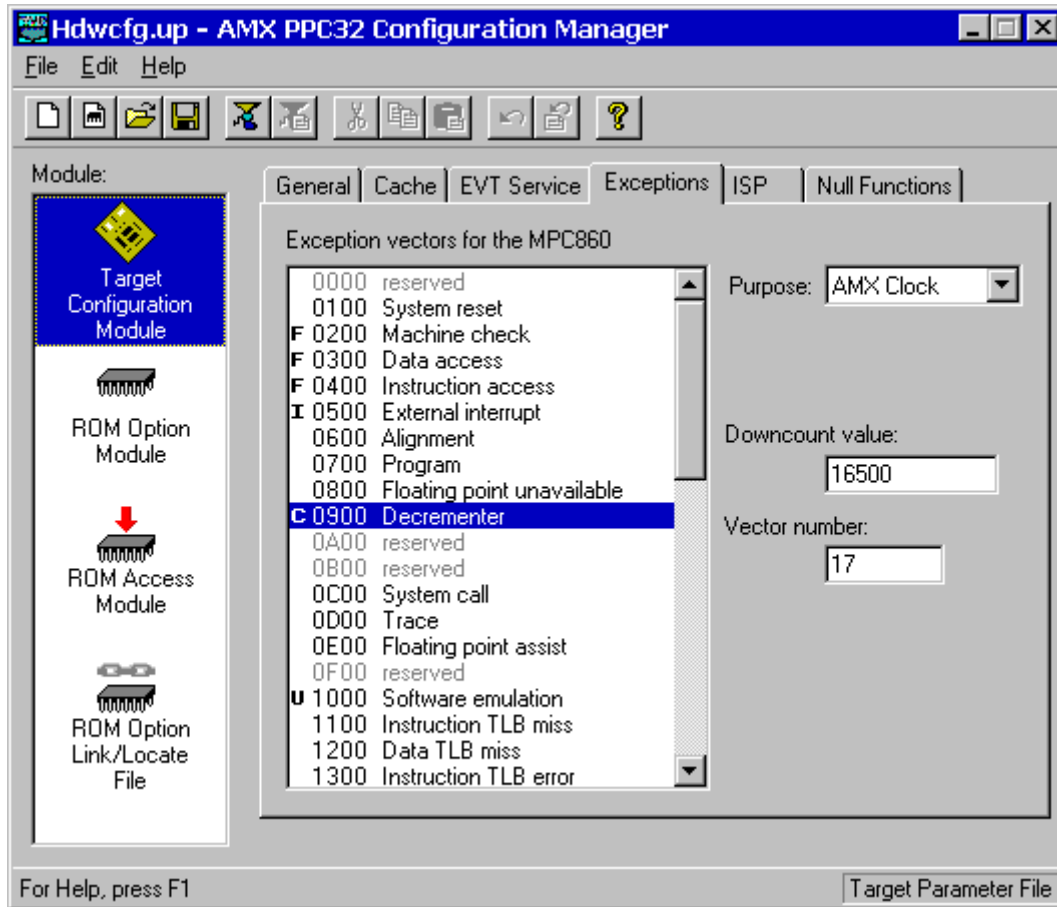 Hdwcfg.up - AMX PPC32 Configuration Manager
File Edit Help
Module:
Target
Configuration
Module
ROM Option
Module
ROM Access
Module
ROM Option
Link/Locate
File
General Cache EVT Service Exceptions ISP Null Functions
Exception vectors for the MPC860
0000 reserved
0100 System reset
F 0200 Machine check
F 0300 Data access
F 0400 Instruction access
I 0500 External interrupt
0600 Alignment
0700 Program
0800 Floating point unavailable
C 0900 Decrementer
0A00 reserved
0B00 reserved
0C00 System call
0D00 Trace
0E00 Floating point assist
0F00 reserved
U 1000 Software emulation
1100 Instruction TLB miss
1200 Data TLB miss
1300 Instruction TLB error
Purpose: AMX Clock
Downcount value:
16500
Vector number:
17
For Help, press F1
Target Parameter File